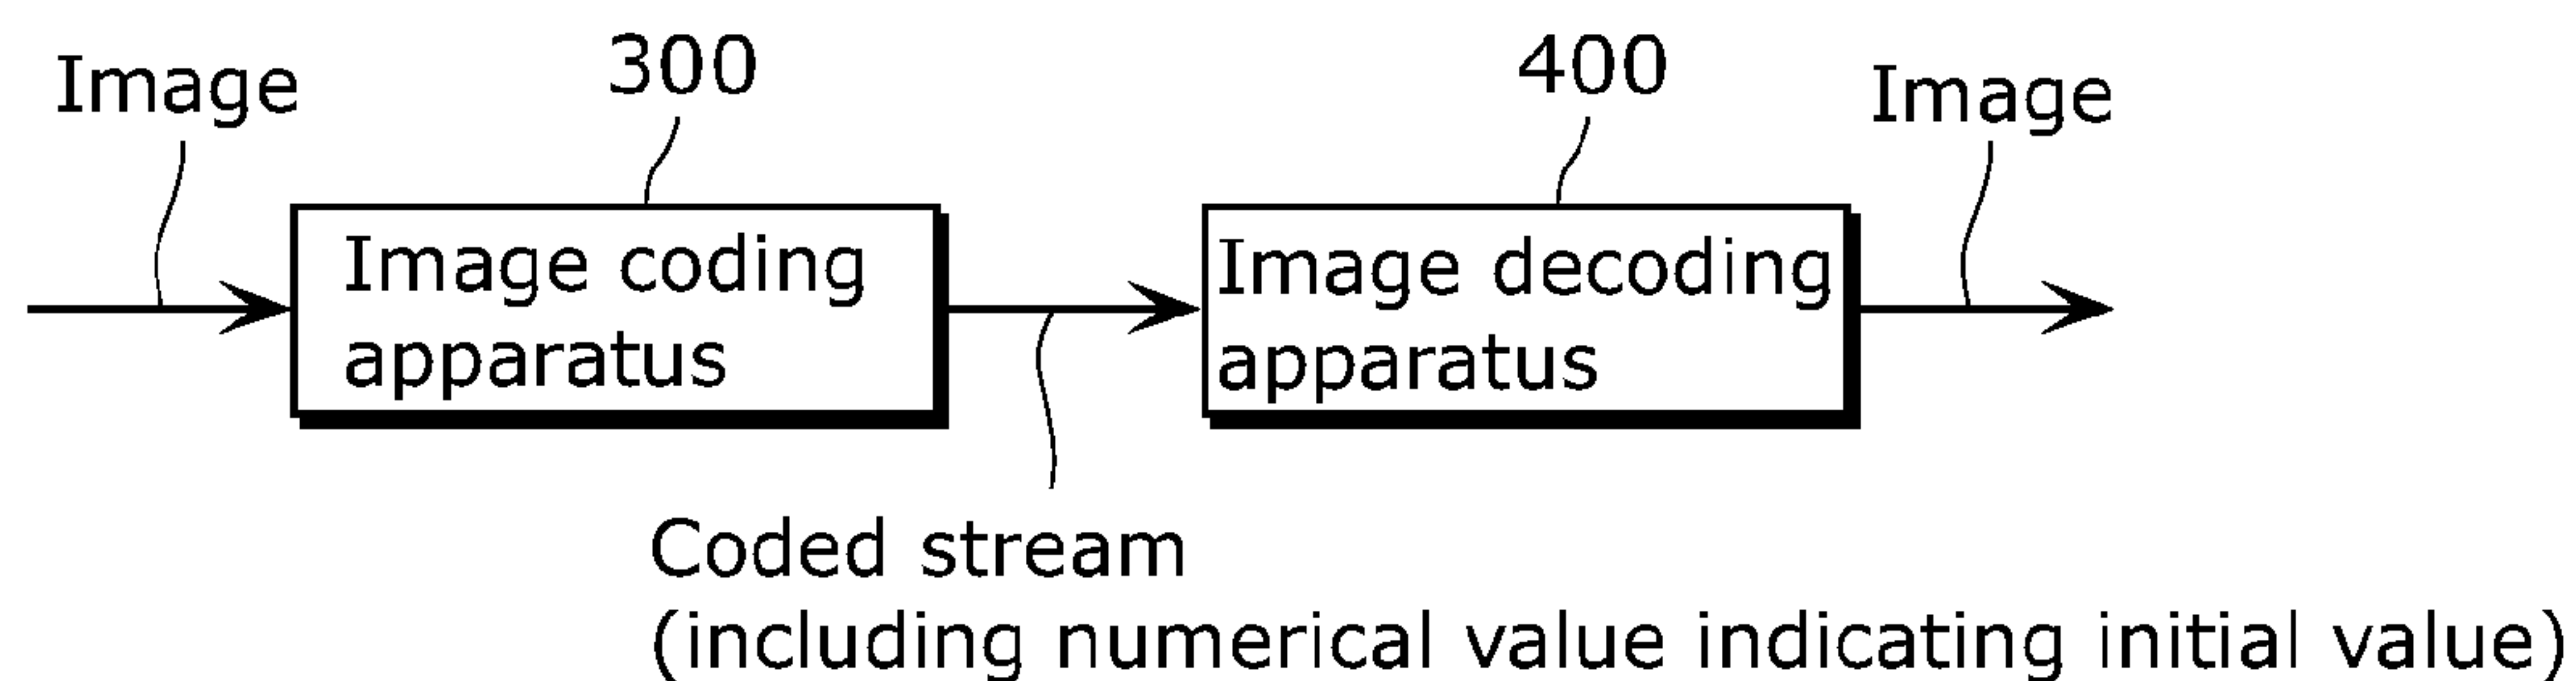 Image
300
400
Image
Image coding
apparatus
Image decoding
apparatus
Coded stream
(including numerical value indicating initial value)